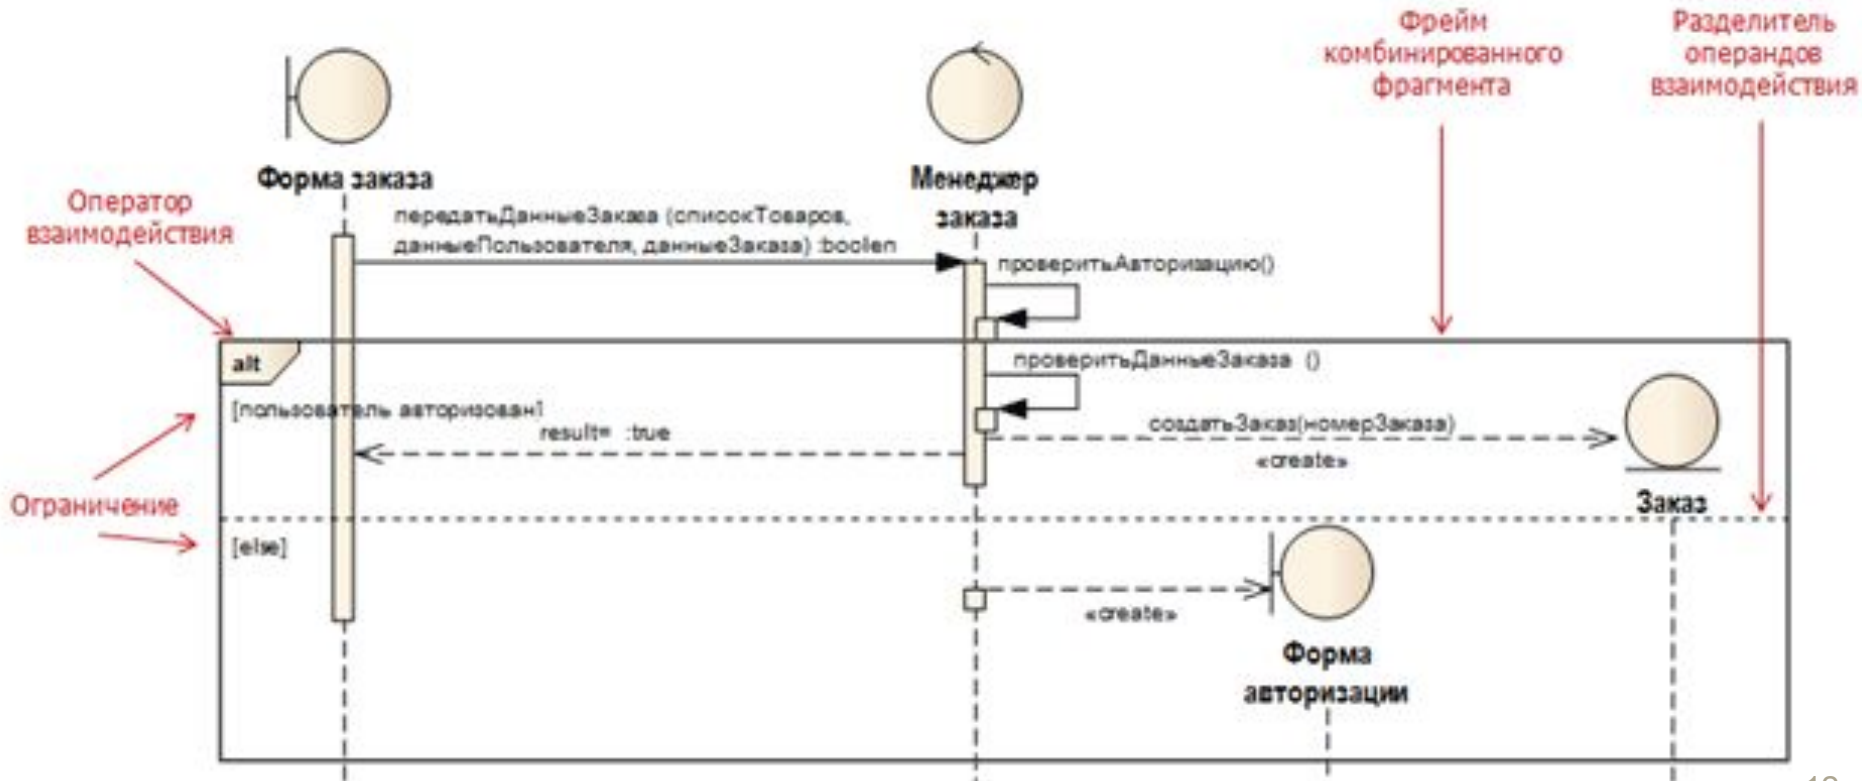 Фрейм
комбинированного
фрагмента
Разделитель
операндов
взаимодействия
Форма заказа
Менеджер
заказа
Оператор
взаимодействия
передатьДанныеЗаказа (списокТоваров,
данныеПользователя, данныеЗаказа) :boolen
проверитьАвторизацию()
alt
проверитьДанныеЗаказа ()
[пользователь авторизован]
result= :true
создатьЗаказ(номерЗаказа)
«create»
Ограничение
Заказ
[else]
«create»
Форма
авторизации